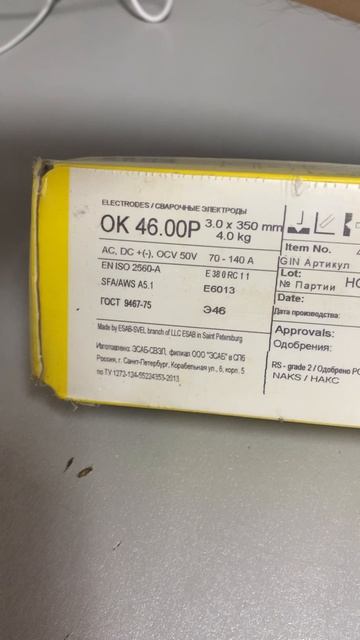 ELECTRODES / СВАРОЧНЫЕ ЭЛЕКТРОДЫ
OK 46.00P 3.0 x 350 mm
4.0 kg
AC, DC +(-), OCV 50V 70 - 140 A
EN ISO 2560-A E 38 0 RC 1 1
SFA/AWS A5.1 E6013
ГОСТ 9467-75 Э46
Made by ESAB-SVEL, branch of LLC ESAB in Saint Petersburg
Изготовлено: ЭСАБ-СВЭЛ, филиал ООО "ЭСАБ" в СПб
Россия, г. Санкт-Петербург, Корабельная ул., 6, корп. 5
по ТУ 1272-134-55224353-2013
Item No.
GIN Артикул
Lot:
№ Партии
Date:
Дата производства:
Approvals:
Одобрения:
RS - grade 2 / Одобрено РС
NAKS / НАКС